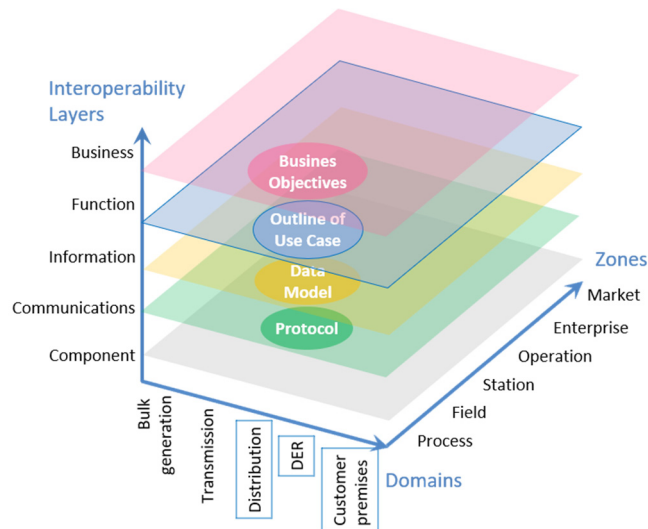 Interoperability
Layers
Business
Function
Information
Communications
Component
Busines
Objectives
Outline of
Use Case
Data
Model
Protocol
Zones
Market
Enterprise
Operation
Station
Field
Process
Bulk
generation
Transmission
Distribution
DER
Customer
premises
Domains